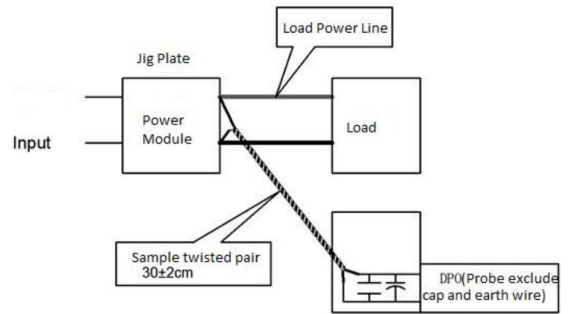 Load Power Line
Jig Plate
Power
Module
Load
Input
Sample twisted pair
30±2cm
DPO(Probe exclude
cap and earth wire)